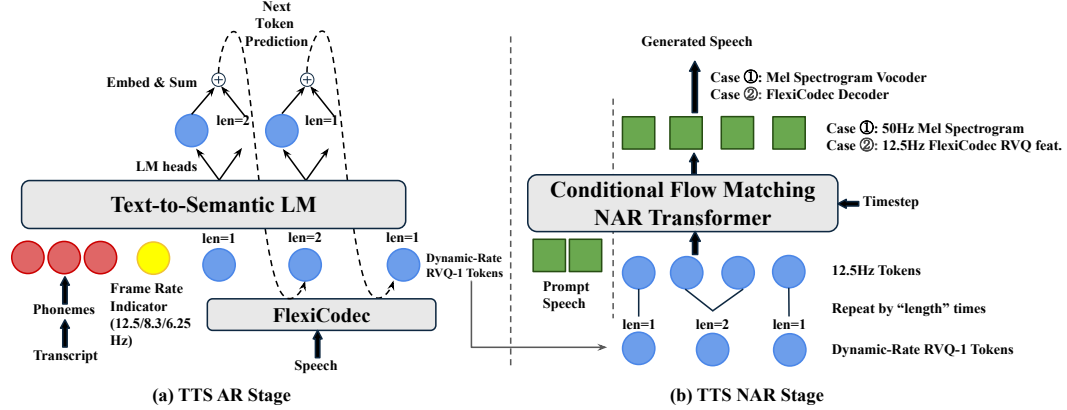 Next
Token
Prediction
Embed & Sum
len=2
len=1
LM heads
Text-to-Semantic LM
len=1
len=2
len=1
Dynamic-Rate
RVQ-1 Tokens
Phonemes
Frame Rate
Indicator
(12.5/8.3/6.25
Hz)
FlexiCodec
Transcript
Speech
(a) TTS AR Stage
Generated Speech
Case ①: Mel Spectrogram Vocoder
Case ②: FlexiCodec Decoder
Case ①: 50Hz Mel Spectrogram
Case ②: 12.5Hz FlexiCodec RVQ feat.
Conditional Flow Matching
NAR Transformer
Timestep
Prompt
Speech
12.5Hz Tokens
Repeat by “length” times
len=1
len=2
len=1
Dynamic-Rate RVQ-1 Tokens
(b) TTS NAR Stage